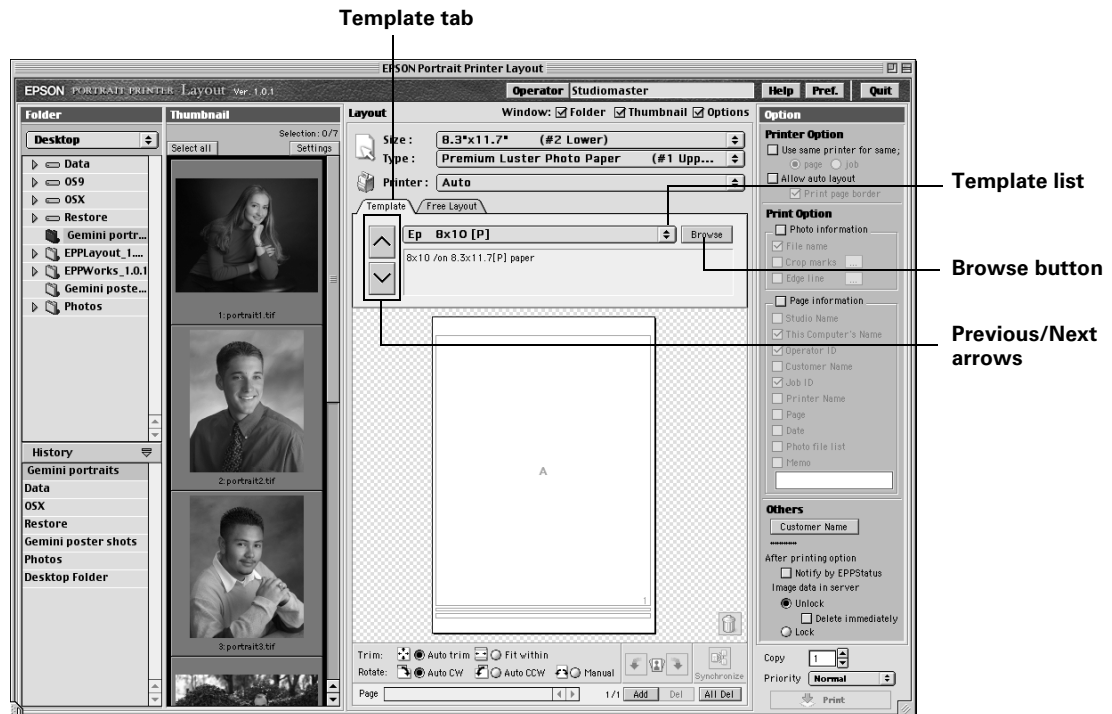 Template tab
EPSON Portrait Printer Layout
EPSON PORTRAIT PRINTER Layout Ver. 1.0.1
Operator Studiomaster
Help Pref. Quit
Folder
Desktop
Data
OS9
OSX
Restore
Gemini portr...
EPPLayout_1....
EPPWorks_1.0.1
Gemini poste...
Photos
History
Gemini portraits
Data
OSX
Restore
Gemini poster shots
Photos
Desktop Folder
Thumbnail
Selection: 0/7
Select all Settings
1:portrait1.tif
2:portrait2.tif
3:portrait3.tif
Layout Window: Folder Thumbnail Options
Size: 8.3"x11.7" (#2 Lower)
Type: Premium Luster Photo Paper (#1 Upp...
Printer: Auto
Template Free Layout
Ep 8x10 [P] Browse
8x10 /on 8.3x11.7[P] paper
A
1
Trim: Auto trim Fit within
Rotate: Auto CW Auto CCW Manual
Synchronize
Page 1/1 Add Del All Del
Option
Printer Option
Use same printer for same;
page job
Allow auto layout
Print page border
Print Option
Photo information
File name
Crop marks ...
Edge line ...
Page information
Studio Name
This Computer's Name
Operator ID
Customer Name
Job ID
Printer Name
Page
Date
Photo file list
Memo
Others
Customer Name
After printing option
Notify by EPPStatus
Image data in server
Unlock
Delete immediately
Lock
Copy 1
Priority Normal
Print
Template list
Browse button
Previous/Next
arrows